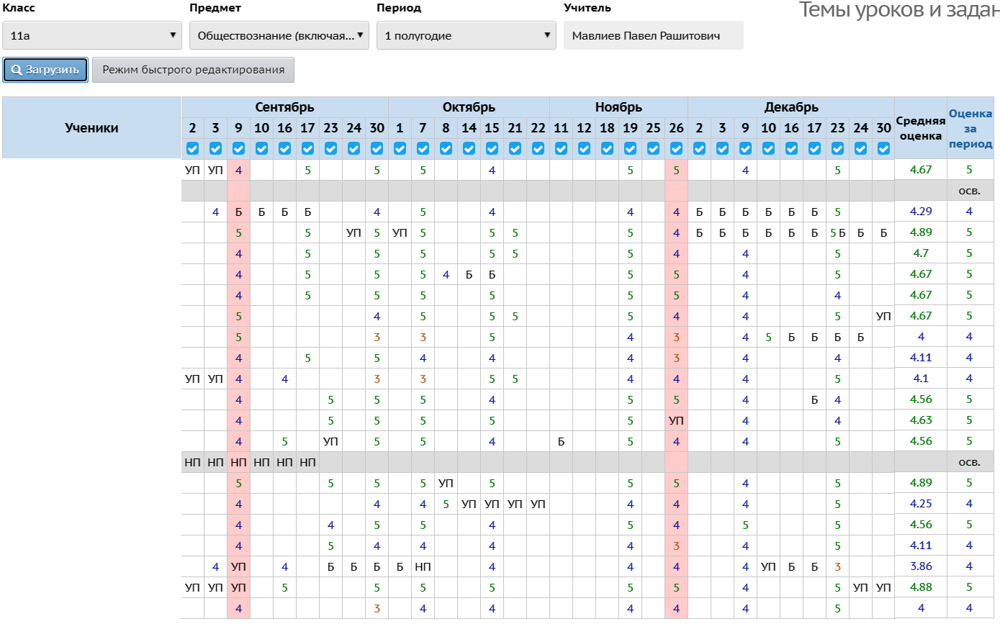 Класс Предмет Период Учитель Темы уроков и задан
11а Обществознание (включая... 1 полугодие Мавлиев Павел Рашитович
Загрузить Режим быстрого редактирования
Ученики Сентябрь Октябрь Ноябрь Декабрь Средняя оценка Оценка за период
2 3 9 10 16 17 23 24 30 1 7 8 14 15 21 22 11 12 18 19 25 26 2 3 9 10 16 17 23 24 30
УП УП 4 5 5 5 4 5 5 4 5 4.67 5
осв.
4 Б Б Б Б 4 5 4 4 4 Б Б Б Б Б Б 5 4.29 4
5 5 УП 5 УП 5 5 5 5 4 Б Б Б Б Б Б 5 Б Б Б 4.89 5
4 5 5 5 5 5 5 4 4 5 4.7 5
4 5 5 5 4 Б Б 5 5 4 5 4.67 5
4 5 5 5 5 5 5 4 4 4.67 5
5 4 5 5 5 5 4 4 5 УП 4.67 5
5 3 3 5 4 3 4 5 Б Б Б Б 4 4
4 5 5 4 4 4 3 4 4 4.11 4
УП УП 4 4 3 3 5 5 4 4 4 5 4.1 4
4 5 5 5 4 5 5 4 Б 4 4.56 5
4 5 5 5 5 5 УП 4 4 4.63 5
4 5 УП 5 5 4 Б 5 4 4 5 4.56 5
НП НП НП НП НП НП осв.
5 5 5 5 УП 5 5 5 4 5 4.89 5
4 4 4 5 УП УП УП УП 4 4 4 5 4.25 4
4 4 5 5 4 5 4 5 5 4.56 5
4 5 4 4 4 4 3 4 5 4.11 4
4 УП 4 Б Б Б Б НП 4 4 4 4 УП Б Б 3 3.86 4
УП УП УП 5 5 5 5 5 5 4 5 УП УП 4.88 5
4 3 4 4 4 4 4 5 4 4